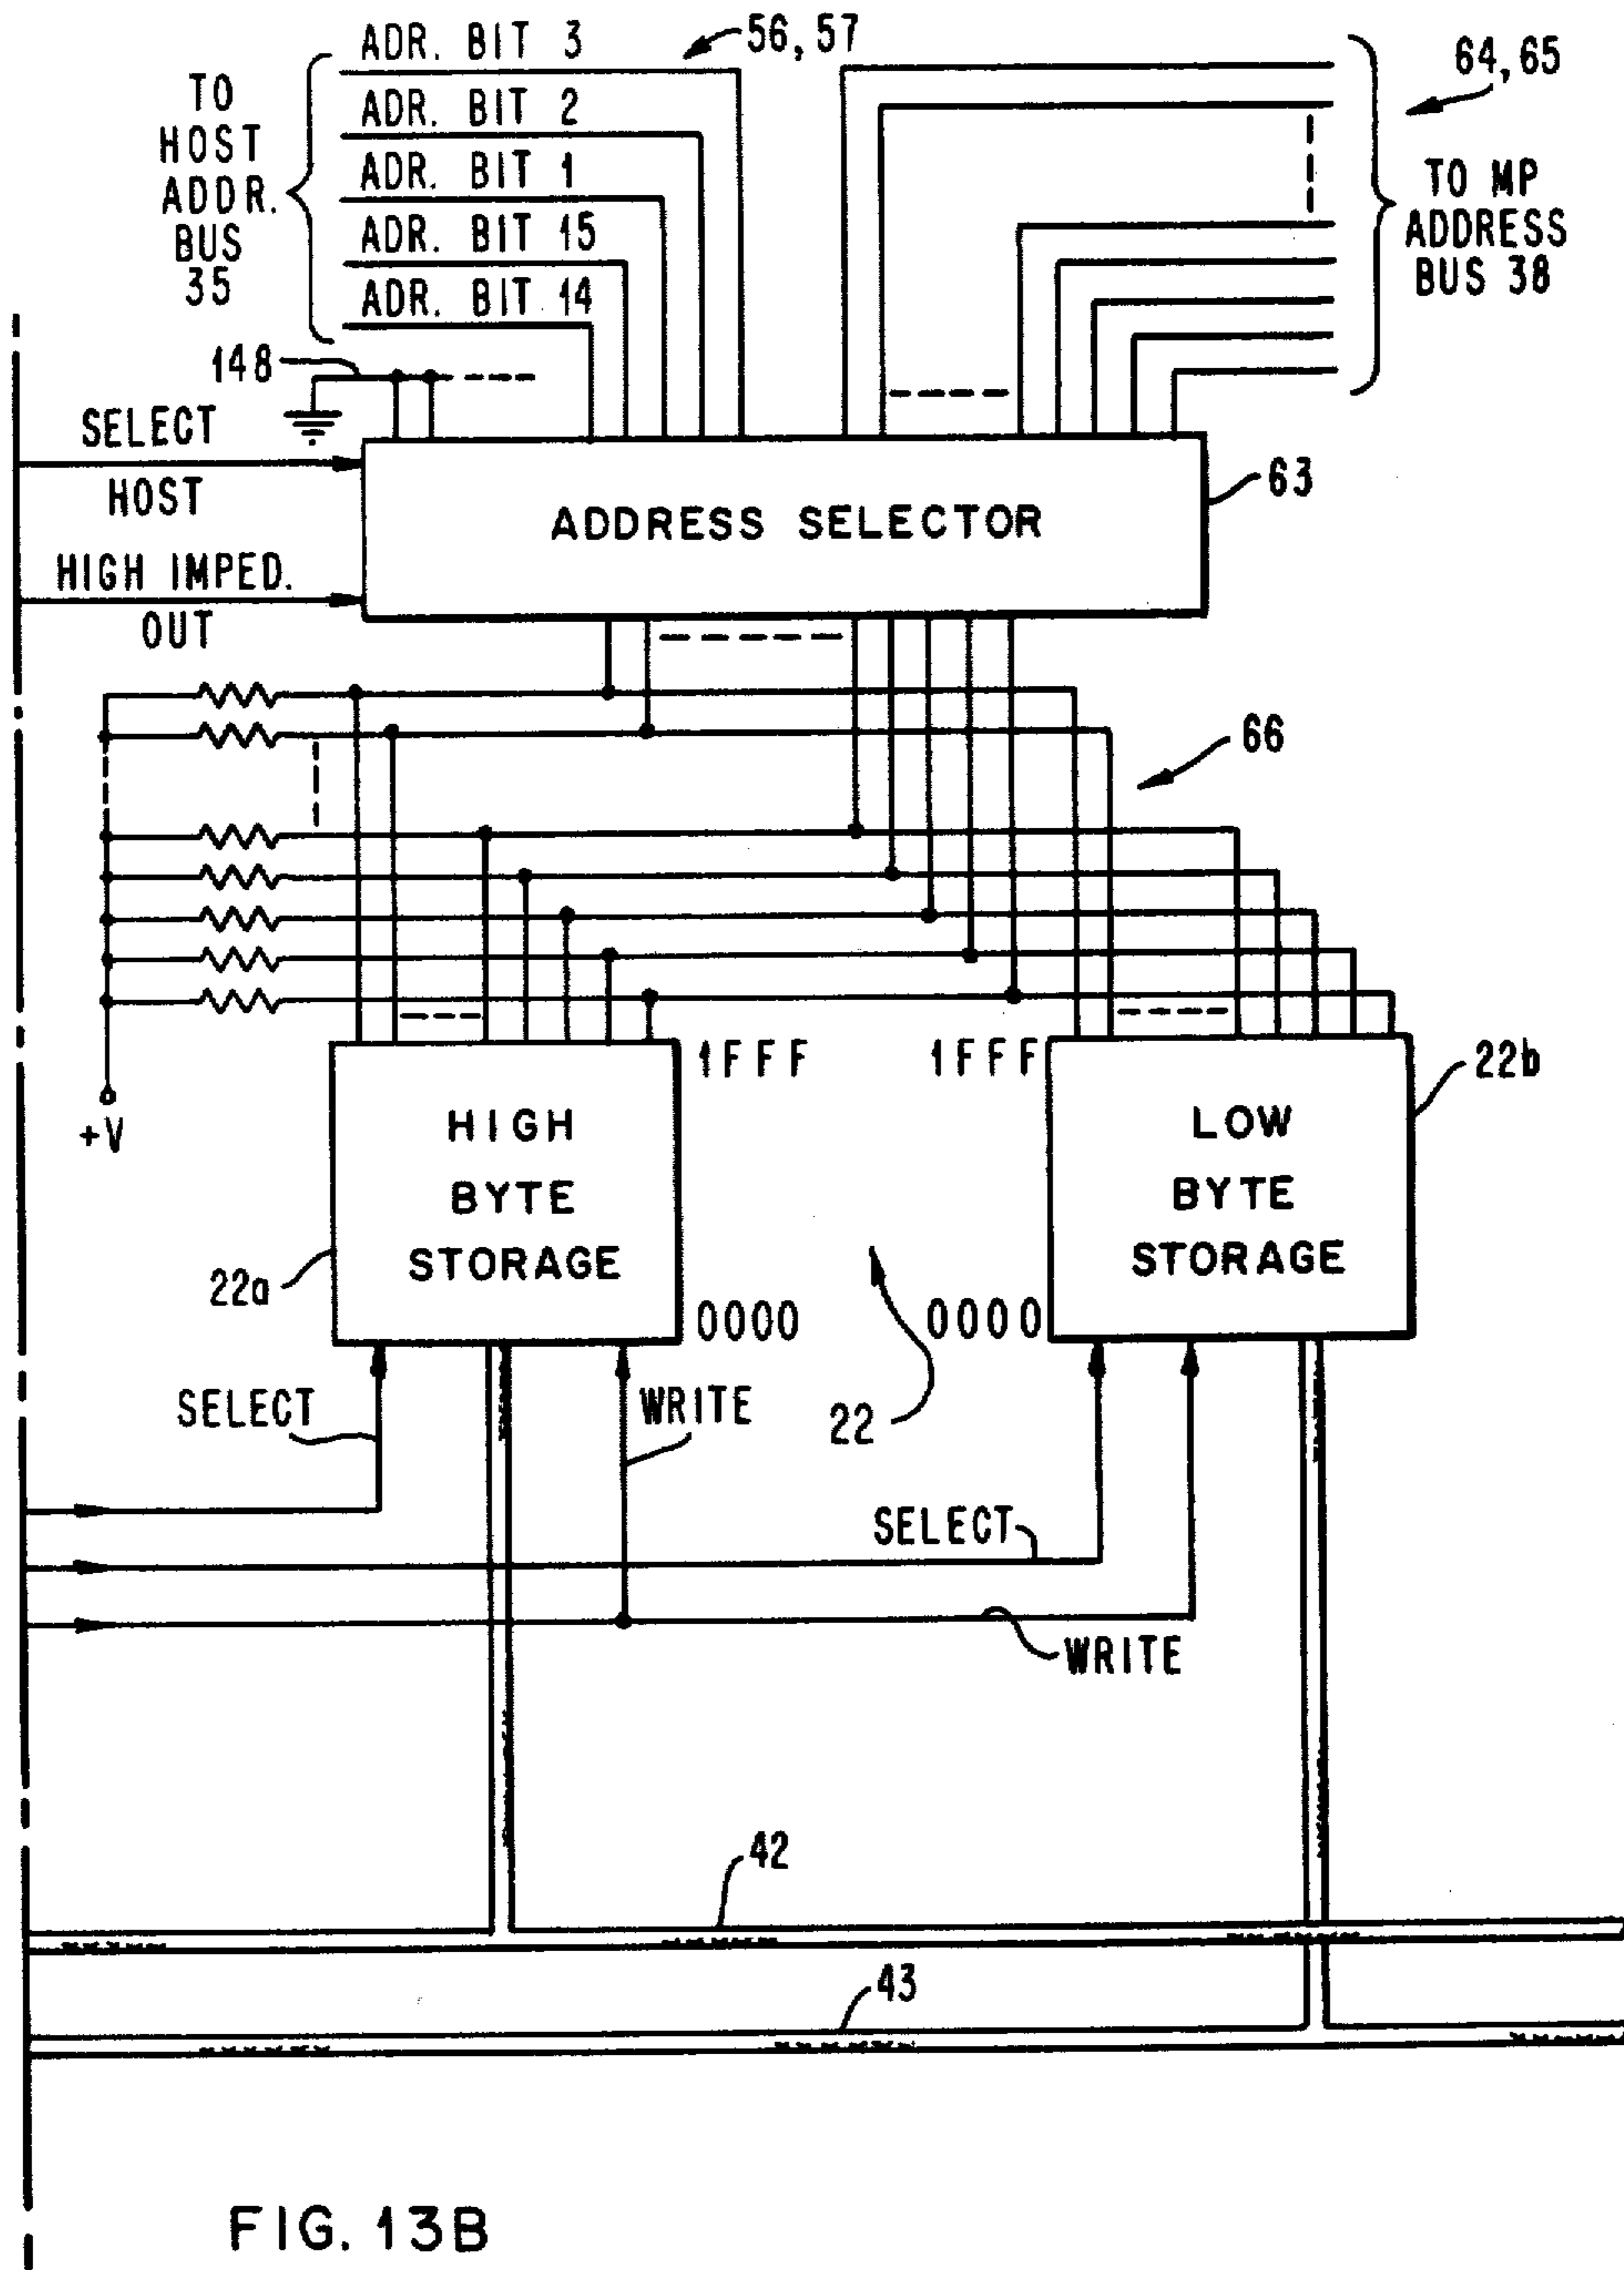 ADR. BIT 3
56, 57
64, 65
TO
HOST
ADDR.
BUS
35
ADR. BIT 2
ADR. BIT 1
ADR. BIT 15
ADR. BIT 14
TO MP
ADDRESS
BUS 38
148
SELECT
HOST
63
ADDRESS SELECTOR
HIGH IMPED.
OUT
66
1FFF
1FFF
22b
+V
HIGH
BYTE
STORAGE
LOW
BYTE
STORAGE
22a
0000
0000
SELECT
WRITE
22
SELECT
WRITE
42
43
FIG. 13B